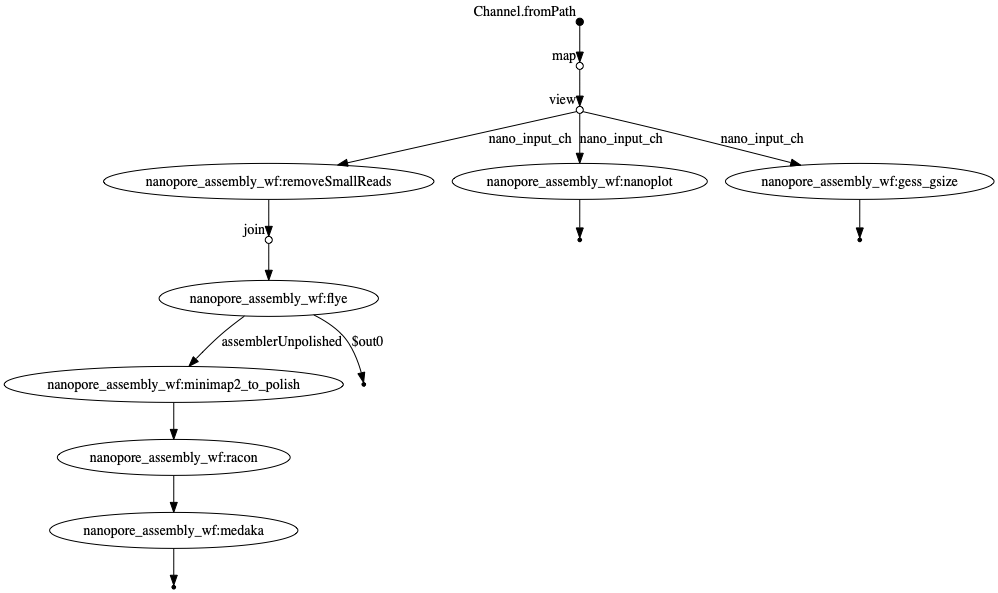 Channel.fromPath
map
view
nano_input_ch
nano_input_ch
nano_input_ch
nanopore_assembly_wf:removeSmallReads
nanopore_assembly_wf:nanoplot
nanopore_assembly_wf:gess_gsize
join
nanopore_assembly_wf:flye
assemblerUnpolished
$out0
nanopore_assembly_wf:minimap2_to_polish
nanopore_assembly_wf:racon
nanopore_assembly_wf:medaka